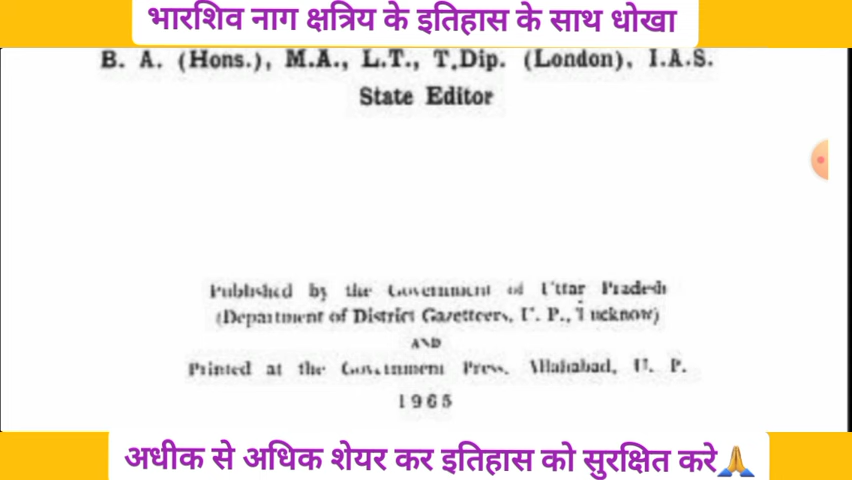 भारशिव नाग क्षत्रिय के इतिहास के साथ धोखा
B. A. (Hons.), M.A., L.T., T.Dip. (London), I.A.S.
State Editor
Published by the Government of Uttar Pradesh
(Department of District Gazetteers, U. P., Lucknow)
AND
Printed at the Government Press, Allahabad, U. P.
1965
अधीक से अधिक शेयर कर इतिहास को सुरक्षित करे🙏